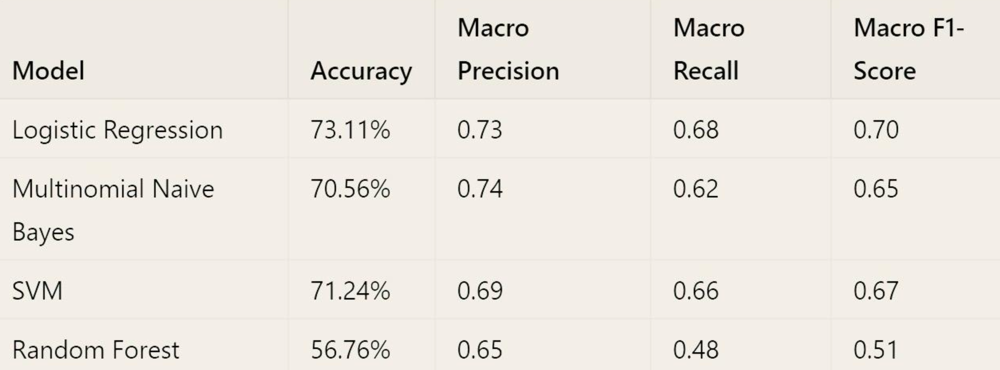 Model Accuracy Macro Precision Macro Recall Macro F1-Score
Logistic Regression 73.11% 0.73 0.68 0.70
Multinomial Naive Bayes 70.56% 0.74 0.62 0.65
SVM 71.24% 0.69 0.66 0.67
Random Forest 56.76% 0.65 0.48 0.51